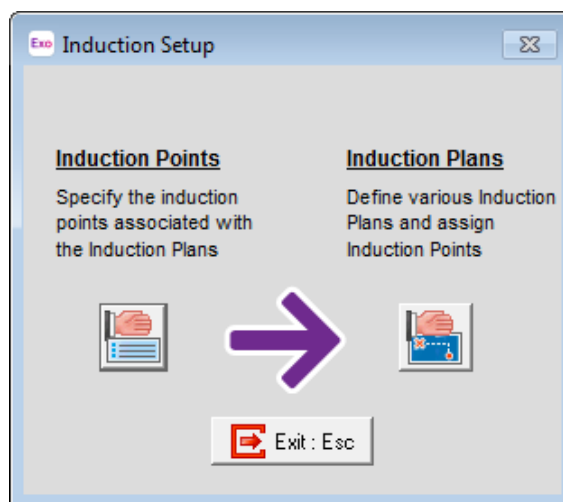 Exo Induction Setup
Induction Points
Specify the induction
points associated with
the Induction Plans
Induction Plans
Define various Induction
Plans and assign
Induction Points
Exit : Esc